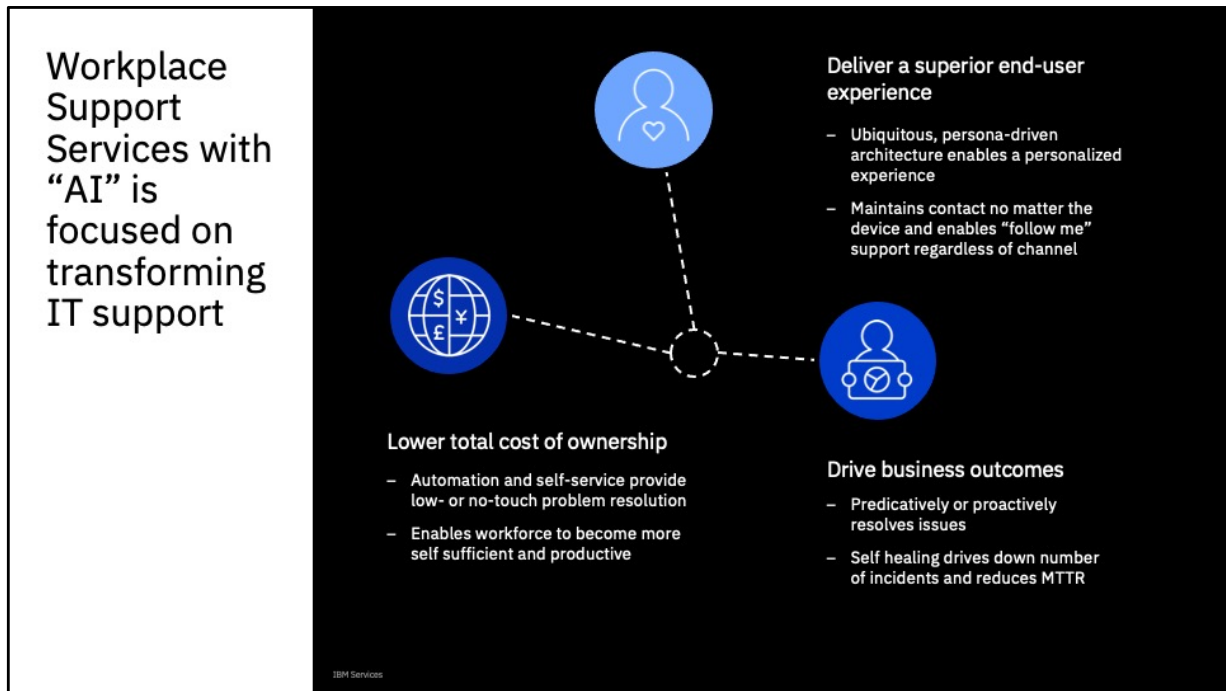 Workplace
Support
Services with
“AI” is
focused on
transforming
IT support
Deliver a superior end-user
experience
– Ubiquitous, persona-driven
architecture enables a personalized
experience
– Maintains contact no matter the
device and enables “follow me”
support regardless of channel
$
¥
£
Lower total cost of ownership
– Automation and self-service provide
low- or no-touch problem resolution
– Enables workforce to become more
self sufficient and productive
Drive business outcomes
– Predicatively or proactively
resolves issues
– Self healing drives down number
of incidents and reduces MTTR
IBM Services